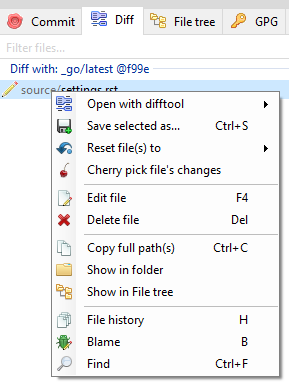 Commit Diff File tree GPG
Filter files...
Diff with: _go/latest @f99e
source/settings.rst
Open with difftool
Save selected as... Ctrl+S
Reset file(s) to
Cherry pick file's changes
Edit file F4
Delete file Del
Copy full path(s) Ctrl+C
Show in folder
Show in File tree
File history H
Blame B
Find Ctrl+F